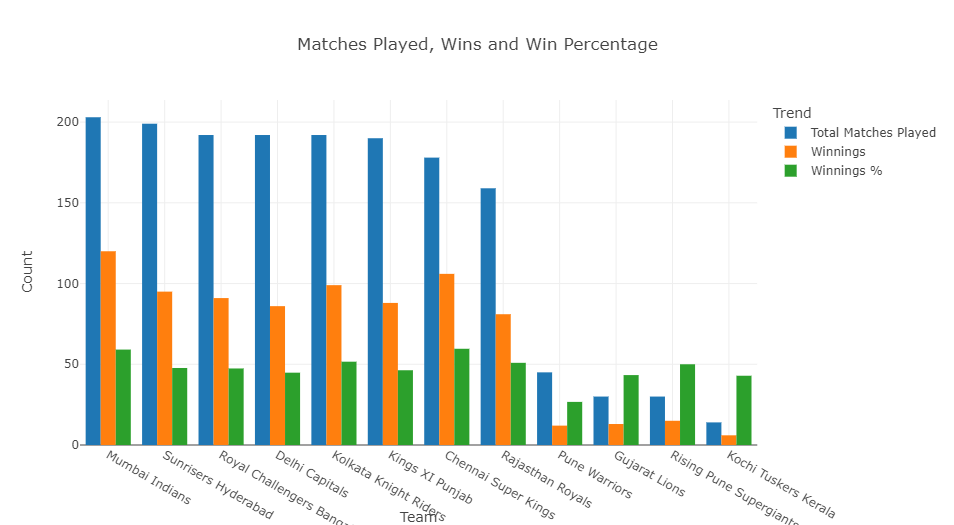 Matches Played, Wins and Win Percentage
Trend
Total Matches Played
Winnings
Winnings %
Count
200
150
100
50
0
Mumbai Indians
Sunrisers Hyderabad
Royal Challengers
Delhi Capitals
Kolkata Knight Riders
Kings XI Punjab
Chennai Super Kings
Rajasthan Royals
Pune Warriors
Gujarat Lions
Rising Pune Supergiants
Kochi Tuskers Kerala
Team